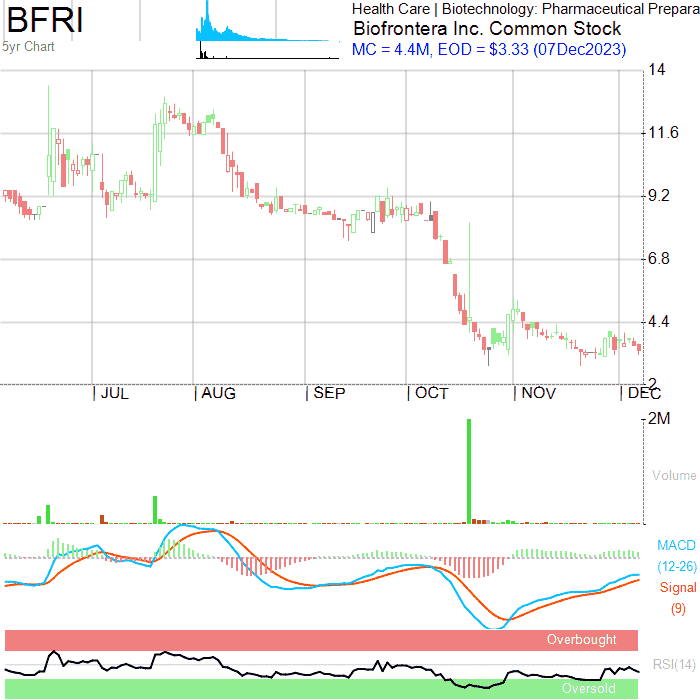 BFRI
5yr Chart
Health Care | Biotechnology: Pharmaceutical Prepara
Biofrontera Inc. Common Stock
MC = 4.4M, EOD = $3.33 (07Dec2023)
14
11.6
9.2
6.8
4.4
2
JUL AUG SEP OCT NOV DEC
2M
Volume
MACD
(12-26)
Signal
(9)
Overbought
RSI(14)
Oversold